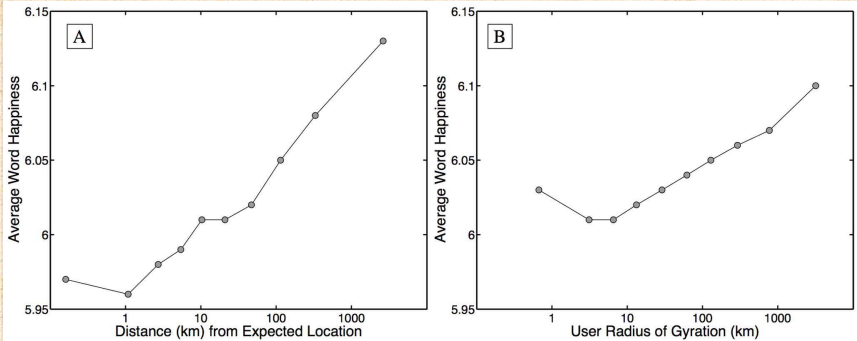 A
Average Word Happiness
6.15
6.1
6.05
6
5.95
1 10 100 1000
Distance (km) from Expected Location
B
Average Word Happiness
6.15
6.1
6.05
6
5.95
1 10 100 1000
User Radius of Gyration (km)